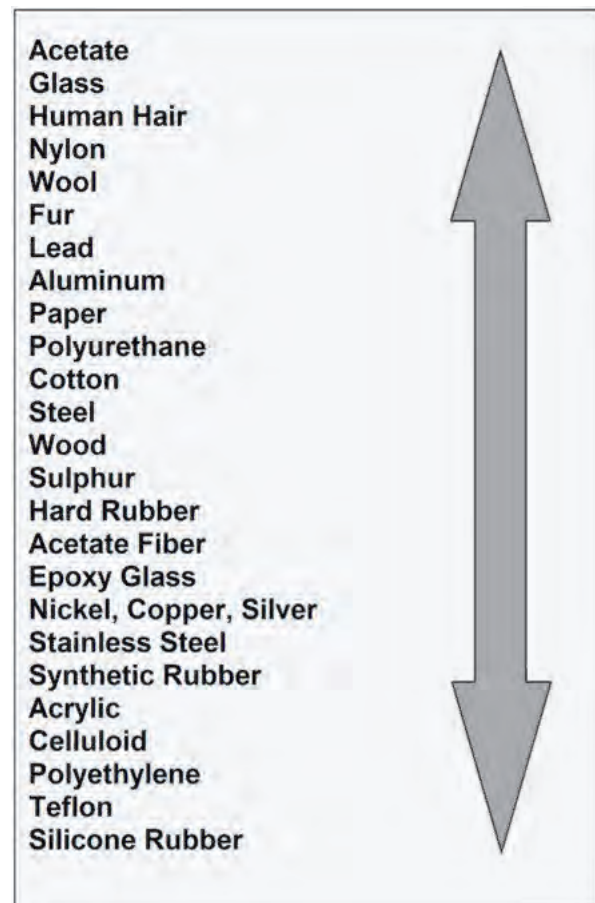 Acetate
Glass
Human Hair
Nylon
Wool
Fur
Lead
Aluminum
Paper
Polyurethane
Cotton
Steel
Wood
Sulphur
Hard Rubber
Acetate Fiber
Epoxy Glass
Nickel, Copper, Silver
Stainless Steel
Synthetic Rubber
Acrylic
Celluloid
Polyethylene
Teflon
Silicone Rubber